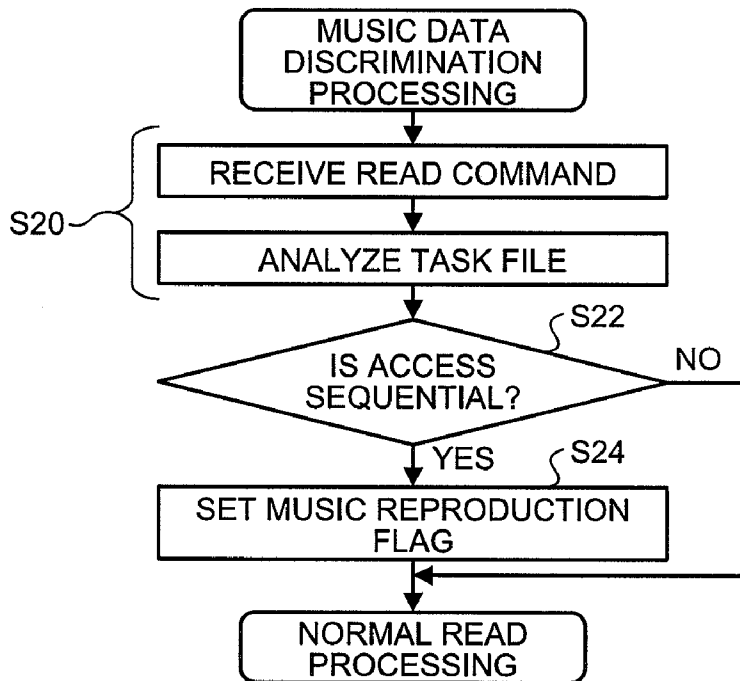 MUSIC DATA
DISCRIMINATION
PROCESSING
RECEIVE READ COMMAND
S20
ANALYZE TASK FILE
S22
IS ACCESS
SEQUENTIAL?
NO
YES
S24
SET MUSIC REPRODUCTION
FLAG
NORMAL READ
PROCESSING